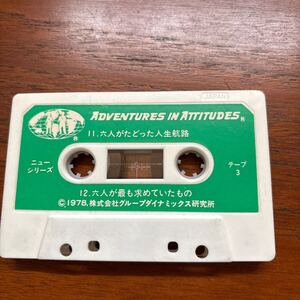 ADVENTURES IN ATTITUDES®
®
11.六人がたどった人生航路
ニュー
シリーズ
テープ
3
12.六人が最も求めていたもの
©1978,株式会社グループダイナミックス研究所